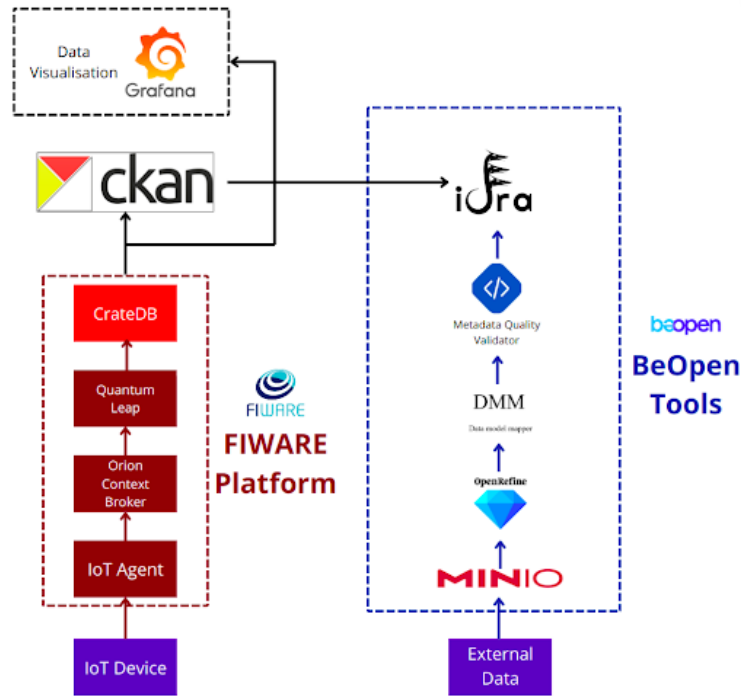 Data
Visualisation
Grafana
ckan
idra
CrateDB
Metadata Quality
Validator
beopen
BeOpen
Tools
Quantum
Leap
FIWARE
FIWARE
Platform
DMM
Data model mapper
Orion
Context
Broker
OpenRefine
IoT Agent
MINIO
IoT Device
External
Data